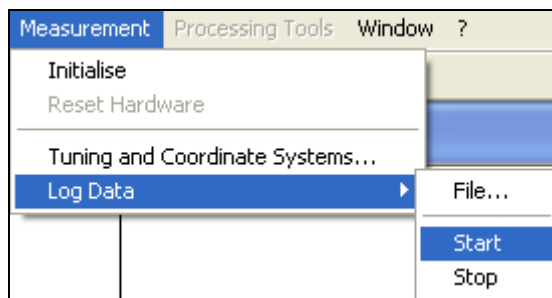 Measurement Processing Tools Window ?
Initialise
Reset Hardware
Tuning and Coordinate Systems...
Log Data
File...
Start
Stop